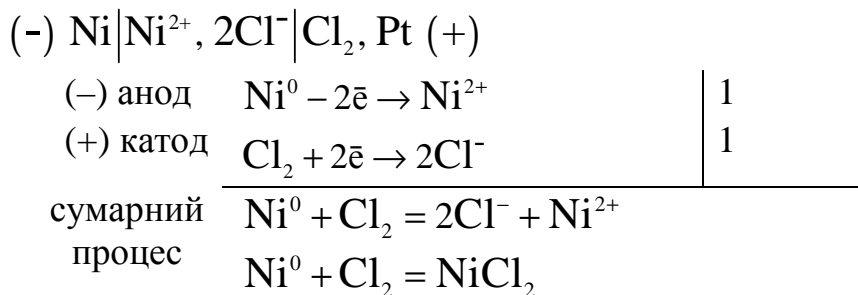 (-) Ni|Ni²⁺, 2Cl⁻|Cl₂, Pt (+)
(–) анод Ni⁰ − 2ē → Ni²⁺ 1
(+) катод Cl₂ + 2ē → 2Cl⁻ 1
сумарний Ni⁰ + Cl₂ = 2Cl⁻ + Ni²⁺
процес Ni⁰ + Cl₂ = NiCl₂